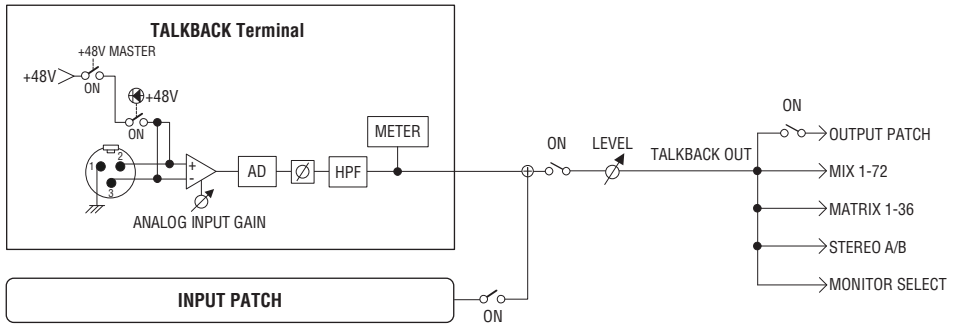 TALKBACK Terminal
+48V MASTER
+48V
ON
+48V
ON
1
2
3
+
-
ANALOG INPUT GAIN
AD
HPF
METER
ON
LEVEL
TALKBACK OUT
ON
OUTPUT PATCH
MIX 1-72
MATRIX 1-36
STEREO A/B
MONITOR SELECT
INPUT PATCH
ON